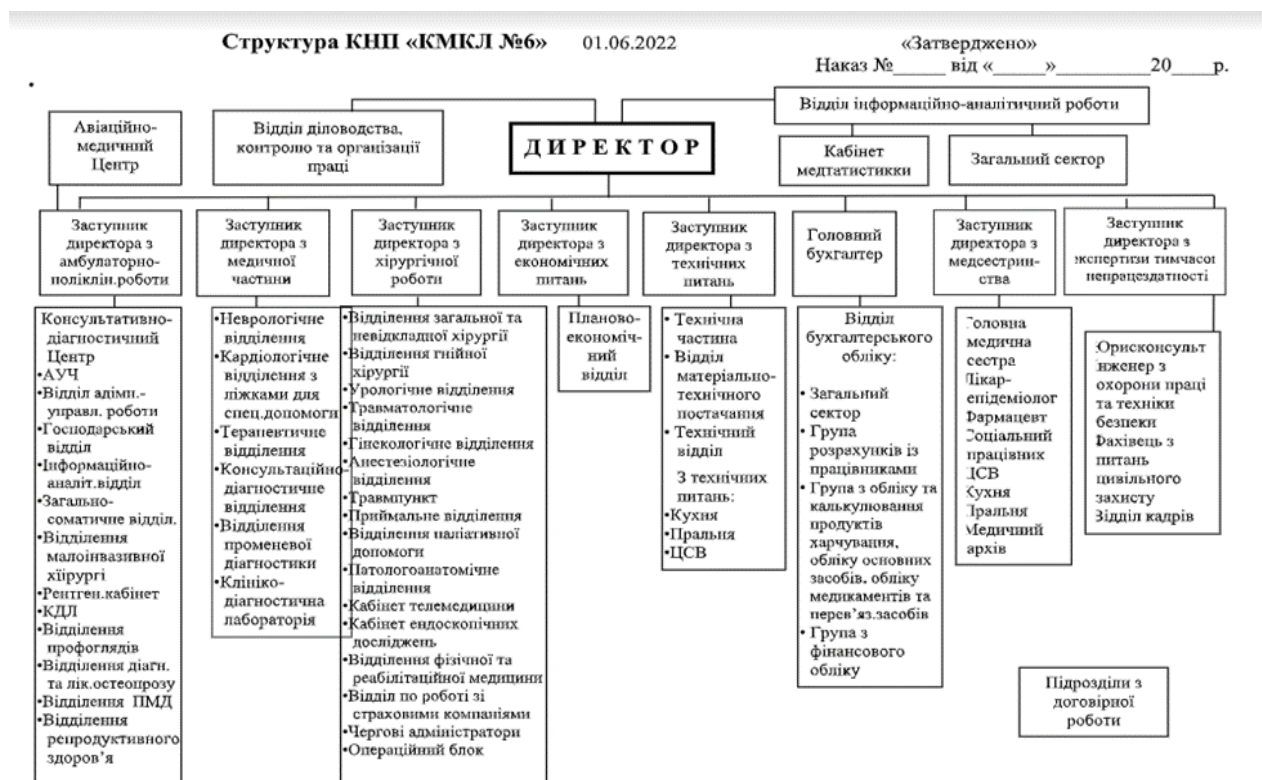 Структура КНП «КМКЛ №6» 01.06.2022
«Затверджено»
Наказ №______ від «_____»__________20____р.
Авіаційно-
медичний
Центр
Відділ діловодства,
контролю та організації
праці
ДИРЕКТОР
Відділ інформаційно-аналітичний роботи
Кабінет
медтатистикки
Загальний сектор
Заступник
директора з
амбулаторно-
поліклін.роботи
Заступник
директора з
медичної
частини
Заступник
директора з
хірургічної
роботи
Заступник
директора з
економічних
питань
Заступник
директора з
технічних
питань
Головний
бухгалтер
Заступник
директора з
медсестрин-
ства
Заступник
директора з
кспертизи тимчасої
непрацездатності
Консультативно-
діагностичний
Центр
•АУЧ
•Відділ адімн.-
управл. роботи
•Господарський
відділ
•Інформаційно-
аналіт.відділ
•Загально-
соматичне відділ.
•Відділення
малоінвазивної
хіірургі
•Рентген.кабінет
•КДЛ
•Відділення
профоглядів
•Відділення діагн.
та лік.остеопрозу
•Відділення ПМД
•Відділення
репродуктивного
здоров’я
•Неврологічне
відділення
•Кардіологічне
відділення з
ліжками для
спец.допомоги
•Терапевтичне
відділення
•Консультаційно-
діагностичне
відділення
•Відділення
променевої
діагностики
•Клініко-
діагностична
лабораторія
•Відділення загальної та
невідкладної хірургії
•Відділення гнійної
хірургії
•Урологічне відділення
•Травматологічне
відділення
•Гінекологічне відділення
•Анестезіологічне
відділення
•Травмпункт
•Приймальне відділення
•Відділення паліативної
допомоги
•Патологоанатомічне
відділення
•Кабінет телемедицини
•Кабінет ендоскопічних
досліджень
•Відділення фізичної та
реабілітаційної медицини
•Відділ по роботі зі
страховими компаніями
•Чергові адміністратори
•Операційний блок
Планово-
економіч-
ний
відділ
• Технічна
частина
• Відділ
матеріально-
технічного
постачання
• Технічний
відділ
З технічних
питань:
•Кухня
•Пральня
•ЦСВ
Відділ
бухгалтерського
обліку:
• Загальний
сектор
• Група
розрахунків із
працівниками
• Група з обліку та
калькулювання
продуктів
харчування,
обліку основних
засобів, обліку
медикаментів та
перев’яз.засобів
• Група з
фінансового
обліку
Головна
медична
сестра
Лікар-
епідеміолог
Фармацевт
Соціальний
працівних
ЦСВ
Кухня
Пральня
Медичний
архів
Юрисконсульт
Інженер з
охорони праці
та техніки
безпеки
Фахівець з
питань
цивільного
захисту
Відділ кадрів
Підрозділи з
договірної
роботи